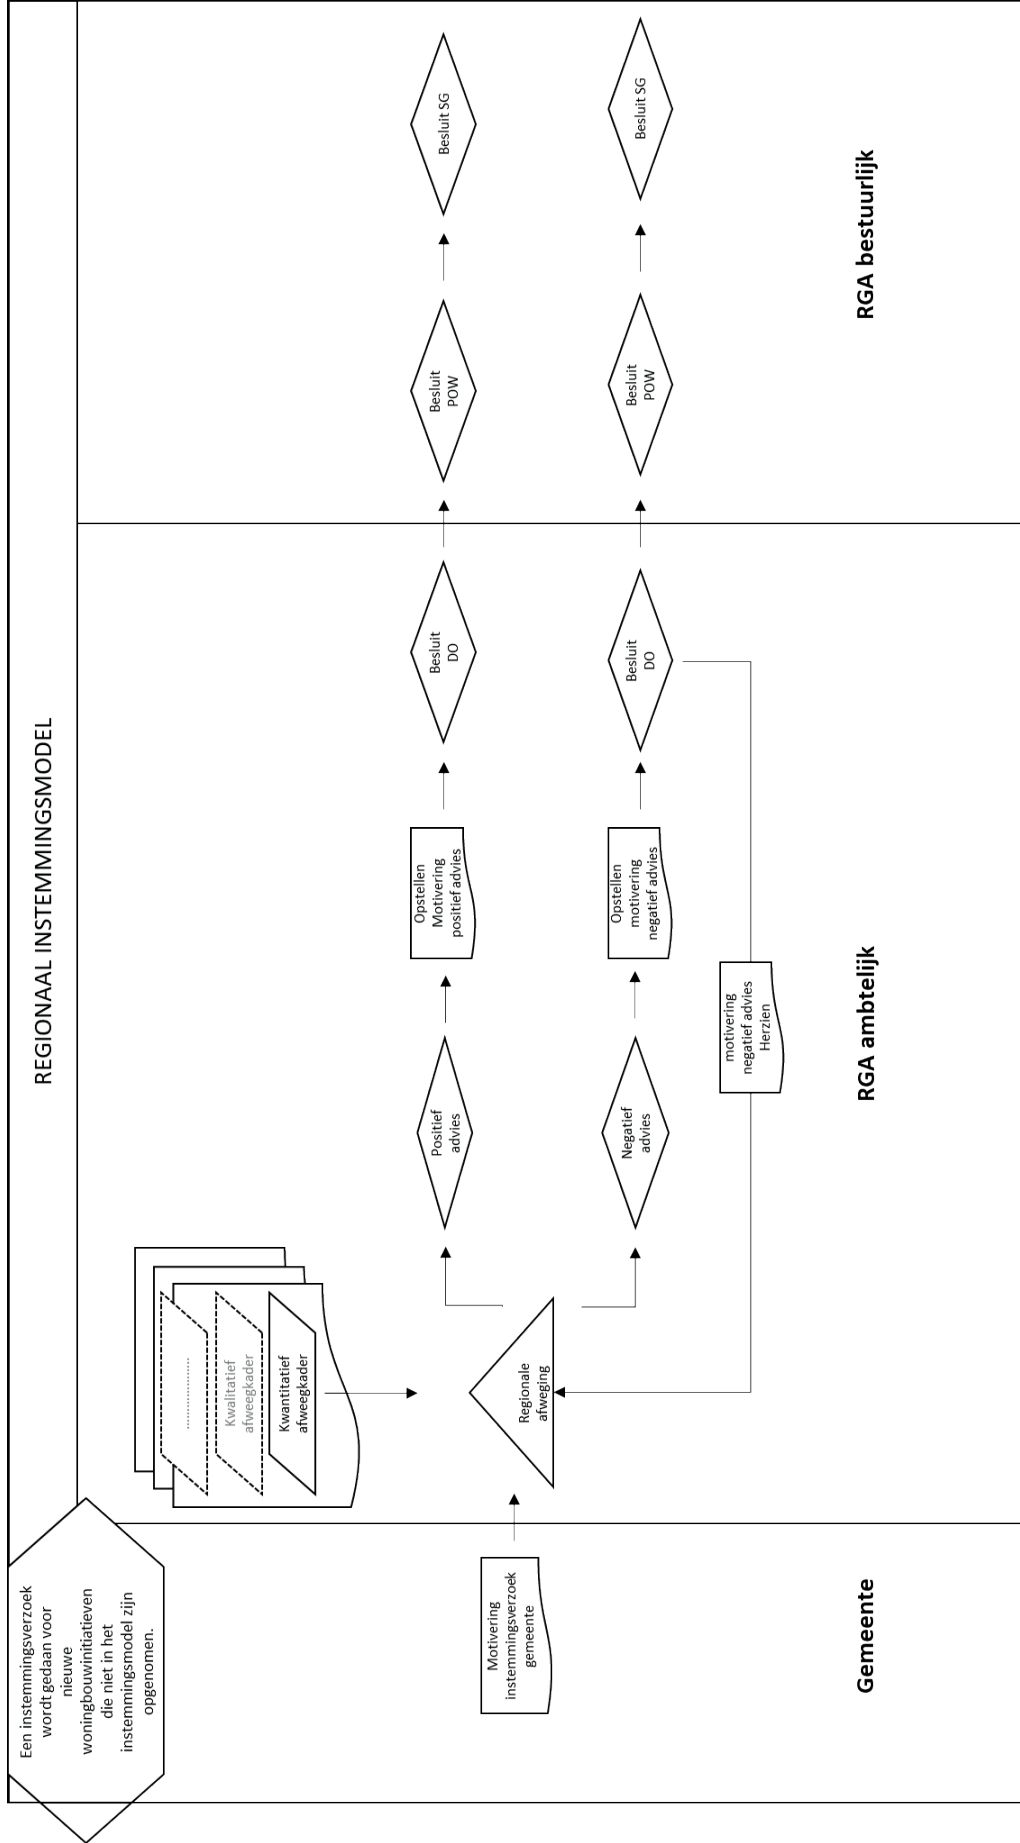 REGIONAAL INSTEMMINGSMODEL
Een instemmingsverzoek
wordt gedaan voor
nieuwe
woningbouwinitiatieven
die niet in het
instemmingsmodel zijn
opgenomen.
Motivering
instemmingsverzoek
gemeente
Gemeente
....................
Kwalitatief
afweegkader
Kwantitatief
afweegkader
Regionale
afweging
Positief
advies
Opstellen
Motivering
positief advies
Besluit
DO
Negatief
advies
Opstellen
motivering
negatief advies
Besluit
DO
motivering
negatief advies
Herzien
RGA ambtelijk
Besluit
POW
Besluit SG
Besluit
POW
Besluit SG
RGA bestuurlijk